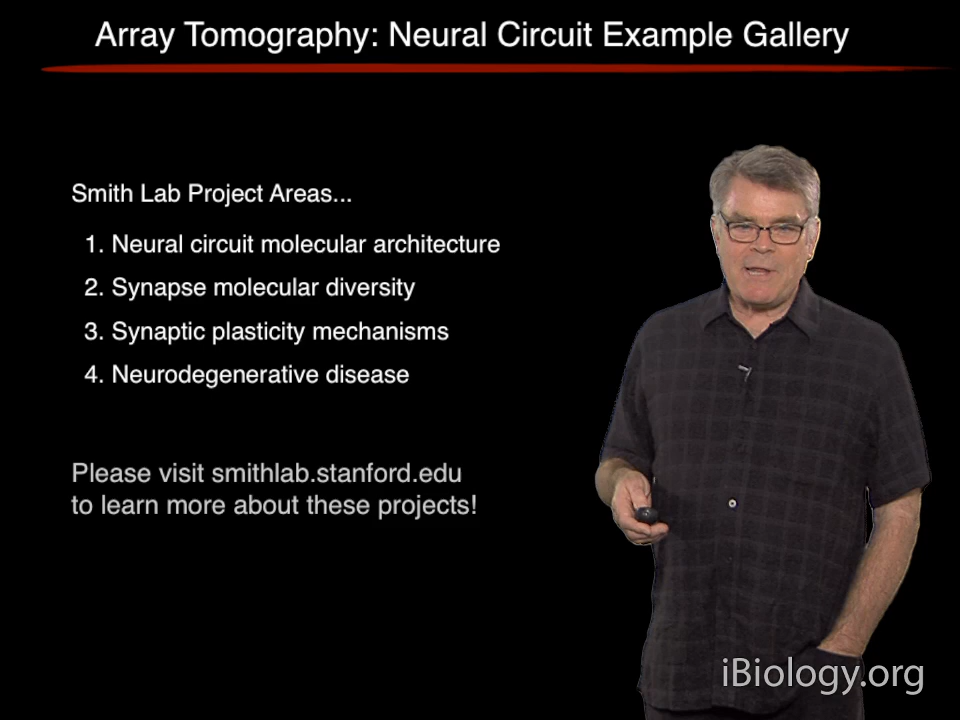 Array Tomography: Neural Circuit Example Gallery
Smith Lab Project Areas...
1. Neural circuit molecular architecture
2. Synapse molecular diversity
3. Synaptic plasticity mechanisms
4. Neurodegenerative disease
Please visit smithlab.stanford.edu
to learn more about these projects!
iBiology.org